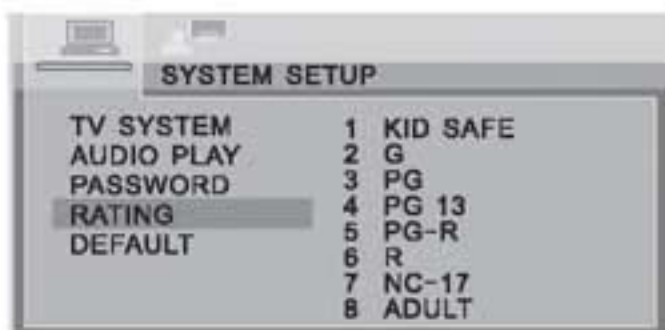 SYSTEM SETUP
TV SYSTEM
AUDIO PLAY
PASSWORD
RATING
DEFAULT
1 KID SAFE
2 G
3 PG
4 PG 13
5 PG-R
6 R
7 NC-17
8 ADULT